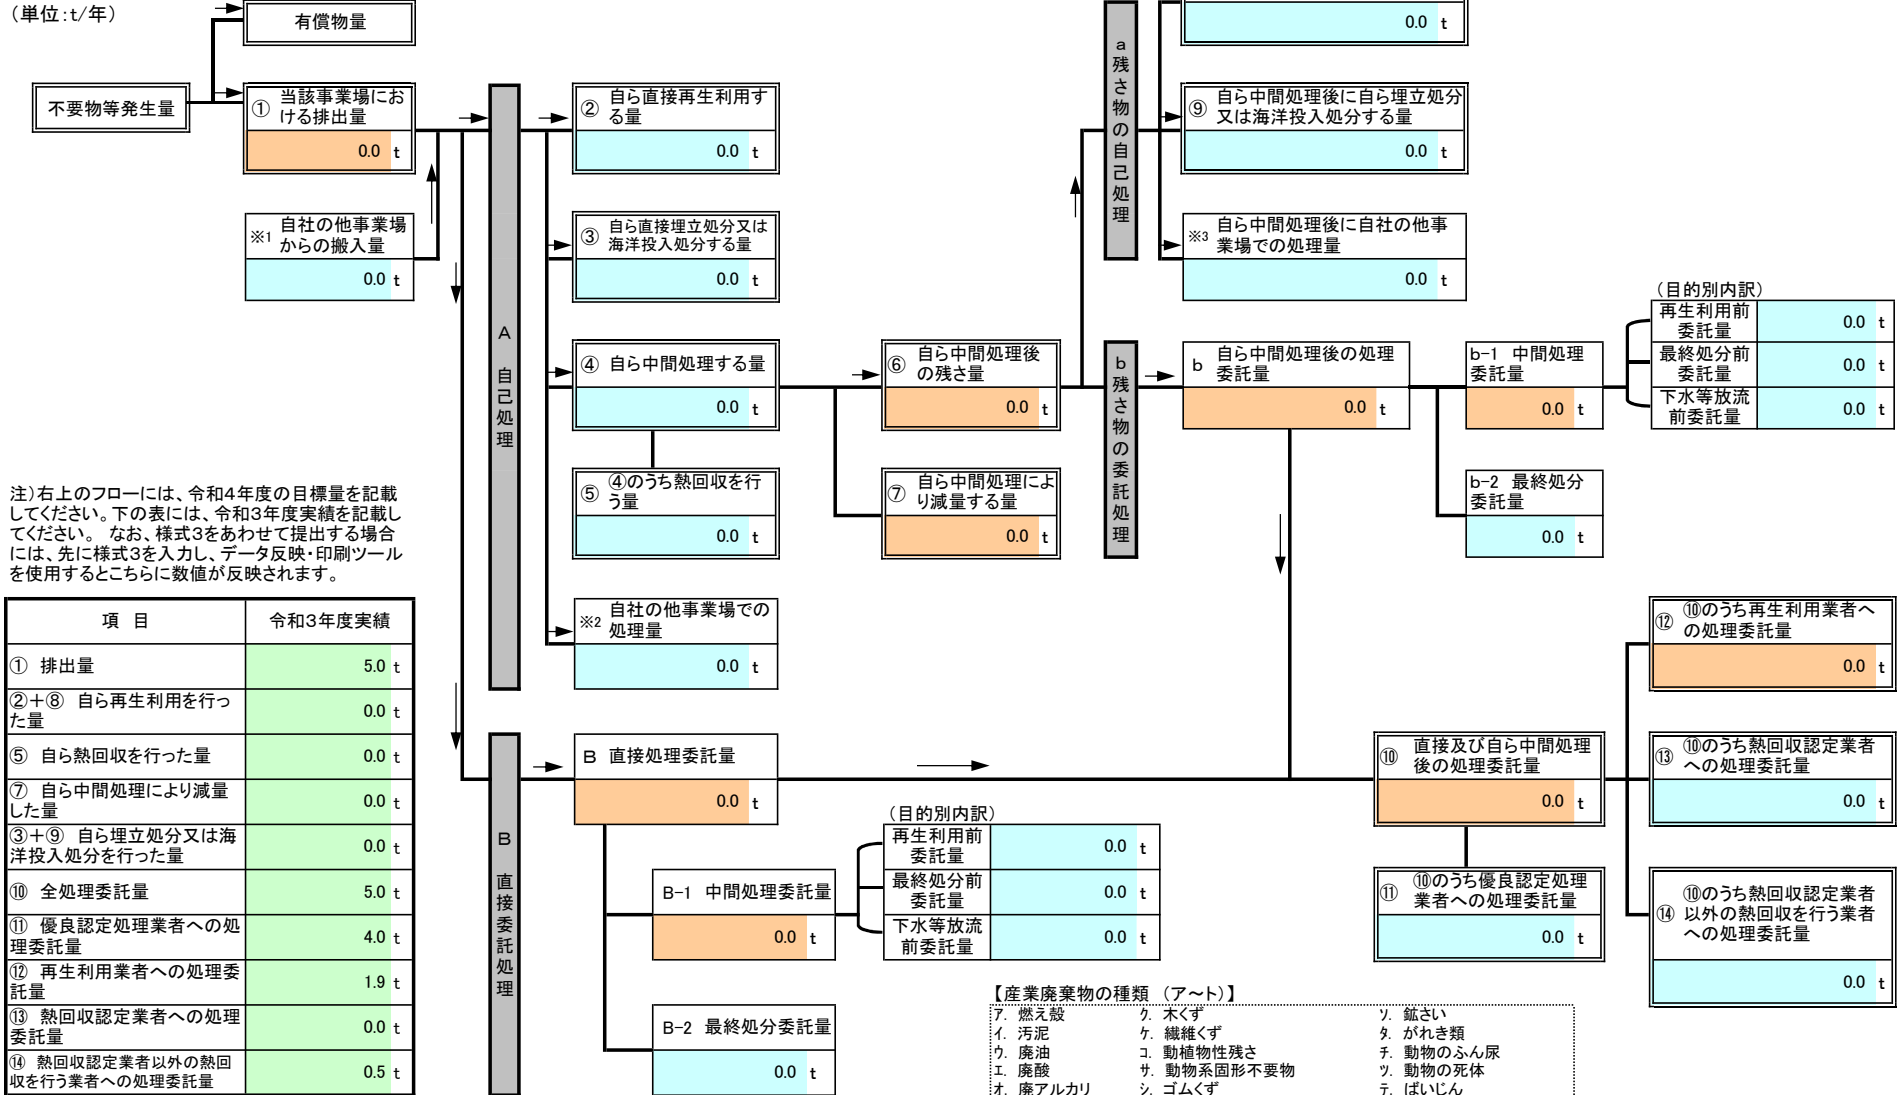 （単位:t/年）
有償物量
0.0 t
不要物等発生量
① 当該事業場にお
ける排出量
0.0 t
※1 自社の他事業場
からの搬入量
0.0 t
A 自己処理
② 自ら直接再生利用す
る量
0.0 t
③ 自ら直接埋立処分又は
海洋投入処分する量
0.0 t
④ 自ら中間処理する量
0.0 t
⑤ ④のうち熱回収を行
う量
0.0 t
※2 自社の他事業場での
処理量
0.0 t
⑥ 自ら中間処理後
の残さ量
0.0 t
⑦ 自ら中間処理によ
り減量する量
0.0 t
a残さ物の自己処理
⑨ 自ら中間処理後に自ら埋立処分
又は海洋投入処分する量
0.0 t
※3 自ら中間処理後に自社の他事
業場での処理量
0.0 t
b残さ物の委託処理
b 自ら中間処理後の処理
委託量
0.0 t
b-1 中間処理
委託量
0.0 t
（目的別内訳）
再生利用前
委託量 0.0 t
最終処分前
委託量 0.0 t
下水等放流
前委託量 0.0 t
b-2 最終処分
委託量
0.0 t
注）右上のフローには、令和4年度の目標量を記載
してください。下の表には、令和3年度実績を記載し
てください。 なお、様式3をあわせて提出する場合
には、先に様式3を入力し、データ反映・印刷ツール
を使用するとこちらに数値が反映されます。
項 目 令和3年度実績
① 排出量 5.0 t
②＋⑧ 自ら再生利用を行っ
た量 0.0 t
⑤ 自ら熱回収を行った量 0.0 t
⑦ 自ら中間処理により減量
した量 0.0 t
③＋⑨ 自ら埋立処分又は海
洋投入処分を行った量 0.0 t
⑩ 全処理委託量 5.0 t
⑪ 優良認定処理業者への処
理委託量 4.0 t
⑫ 再生利用業者への処理委
託量 1.9 t
⑬ 熱回収認定業者への処理
委託量 0.0 t
⑭ 熱回収認定業者以外の熱回
収を行う業者への処理委託量 0.5 t
B 直接委託処理
B 直接処理委託量
0.0 t
B-1 中間処理委託量
0.0 t
（目的別内訳）
再生利用前
委託量 0.0 t
最終処分前
委託量 0.0 t
下水等放流
前委託量 0.0 t
B-2 最終処分委託量
0.0 t
⑩ 直接及び自ら中間処理
後の処理委託量
0.0 t
⑪ ⑩のうち優良認定処理
業者への処理委託量
0.0 t
⑫ ⑩のうち再生利用業者へ
の処理委託量
0.0 t
⑬ ⑩のうち熱回収認定業者
への処理委託量
0.0 t
⑭ ⑩のうち熱回収認定業者
以外の熱回収を行う業者
への処理委託量
0.0 t
【産業廃棄物の種類 （ア～ト）】
ア. 燃え殻 ク. 木くず ソ. 鉱さい
イ. 汚泥 ケ. 繊維くず タ. がれき類
ウ. 廃油 コ. 動植物性残さ チ. 動物のふん尿
エ. 廃酸 サ. 動物系固形不要物 ツ. 動物の死体
オ. 廃アルカリ シ. ゴムくず テ. ばいじん